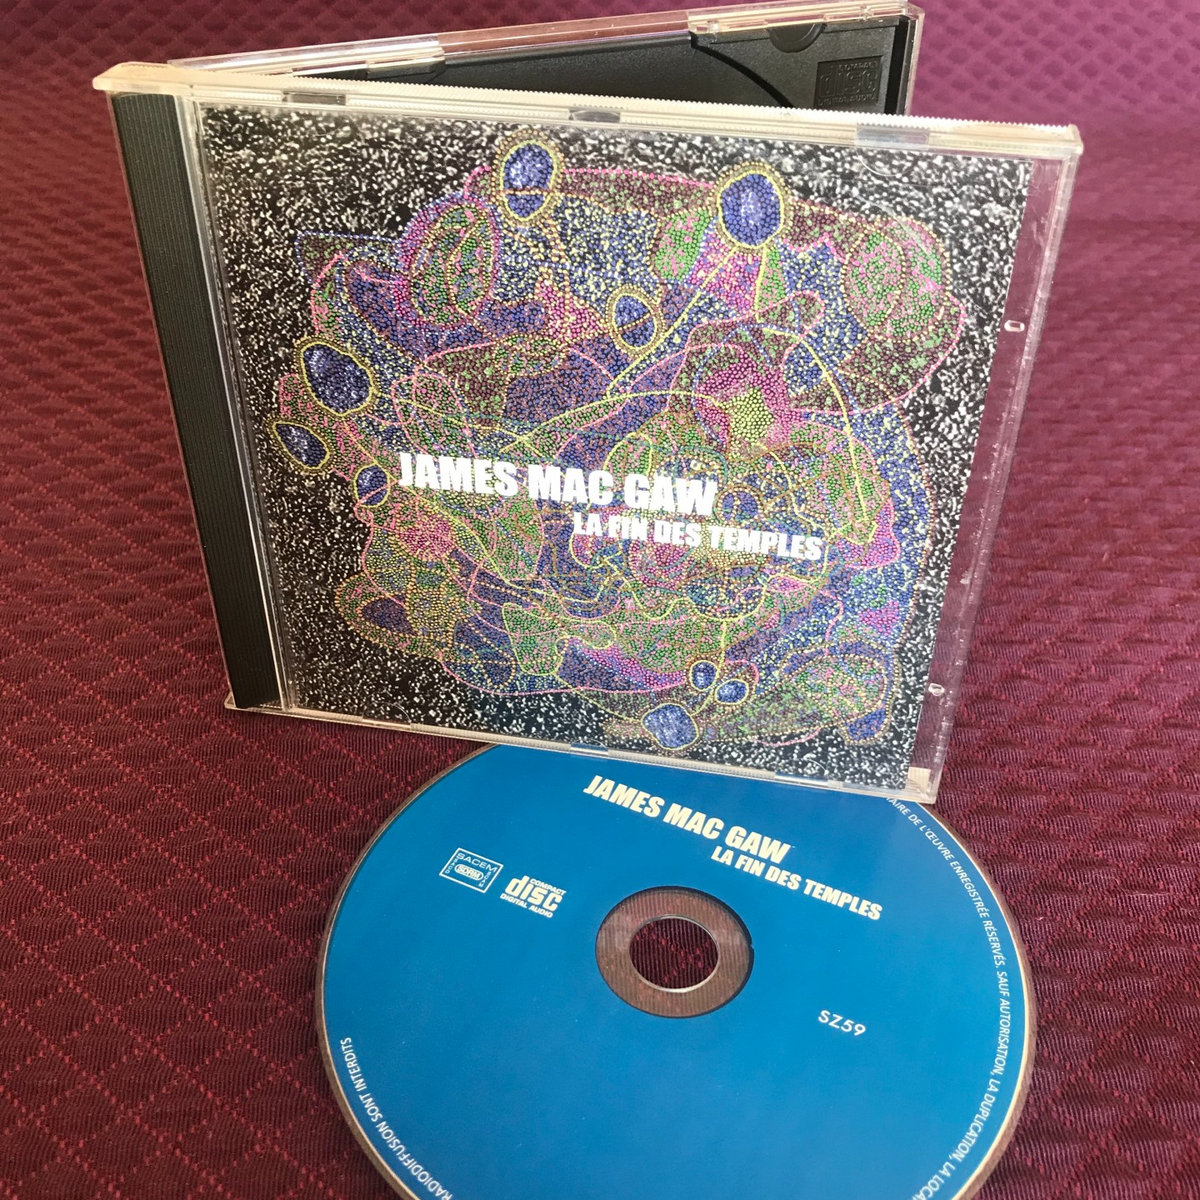 JAMES MAC GAW
LA FIN DES TEMPLES
JAMES MAC GAW
LA FIN DES TEMPLES
SACEM
SDRM
COMPACT
disc
DIGITAL AUDIO
SZ59
DE L'ŒUVRE ENREGISTRÉE RÉSERVÉS. SAUF AUTORISATION, LA DUPLICATION, LA
RADIODIFFUSION SONT INTERDITS